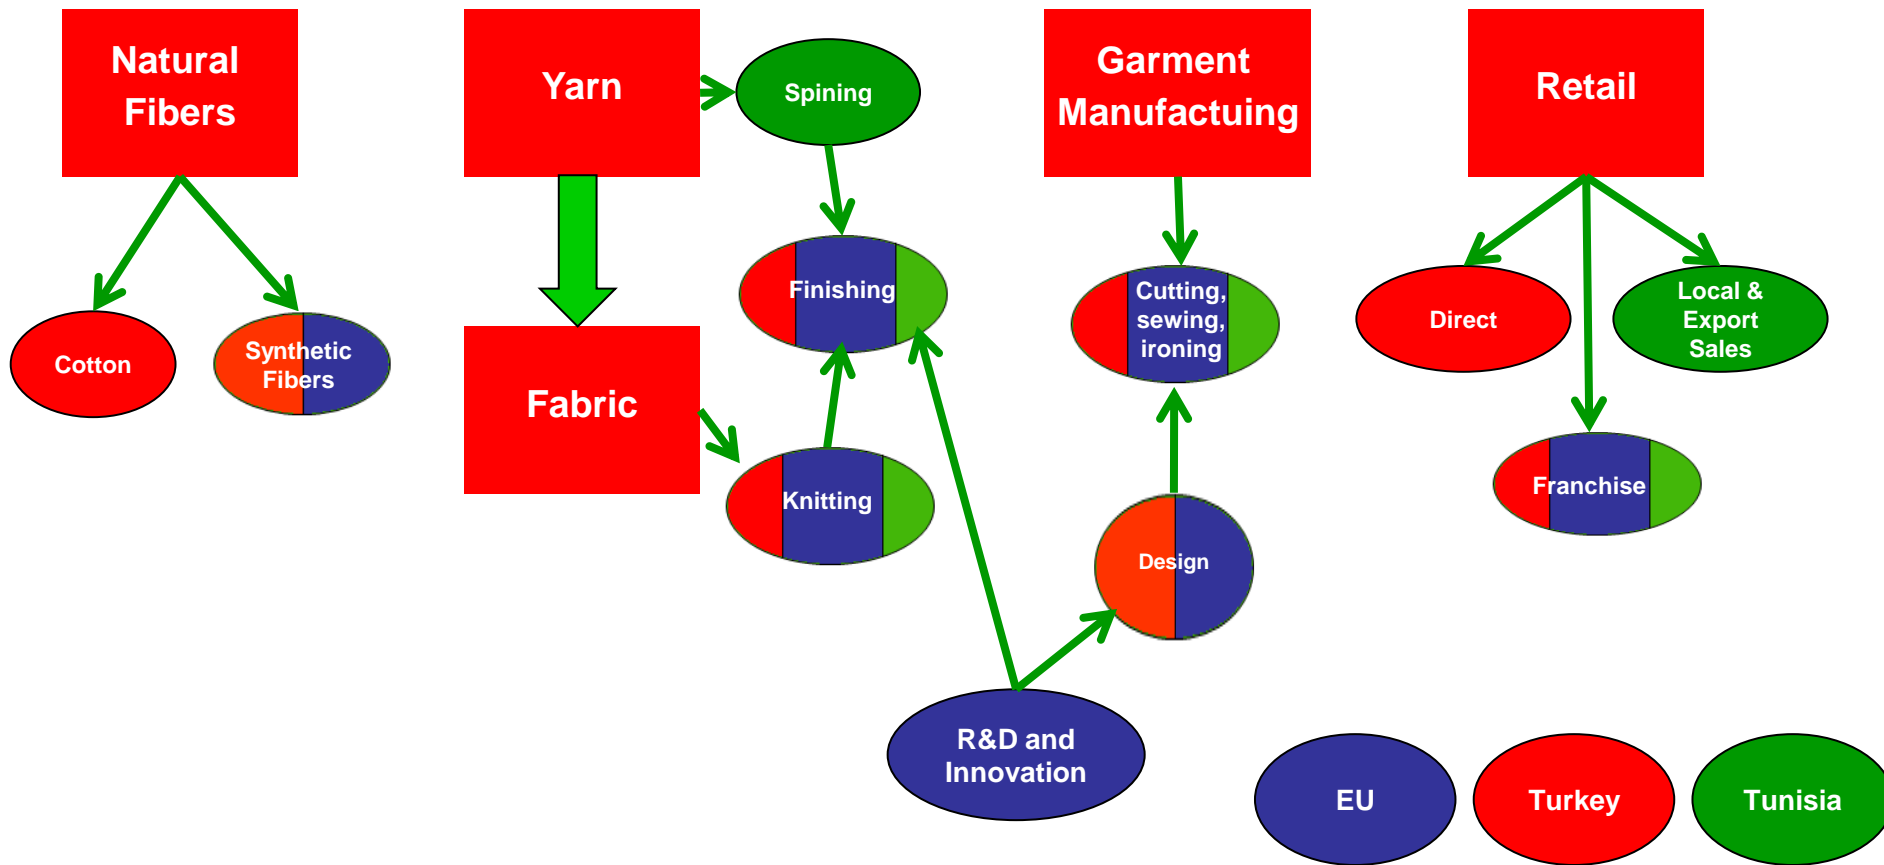 Natural
Fibers
Yarn
Spining
Garment
Manufactuing
Retail
Finishing
Cutting,
sewing,
ironing
Direct
Local &
Export
Sales
Cotton
Synthetic
Fibers
Fabric
Knitting
Franchise
Design
R&D and
Innovation
EU
Turkey
Tunisia